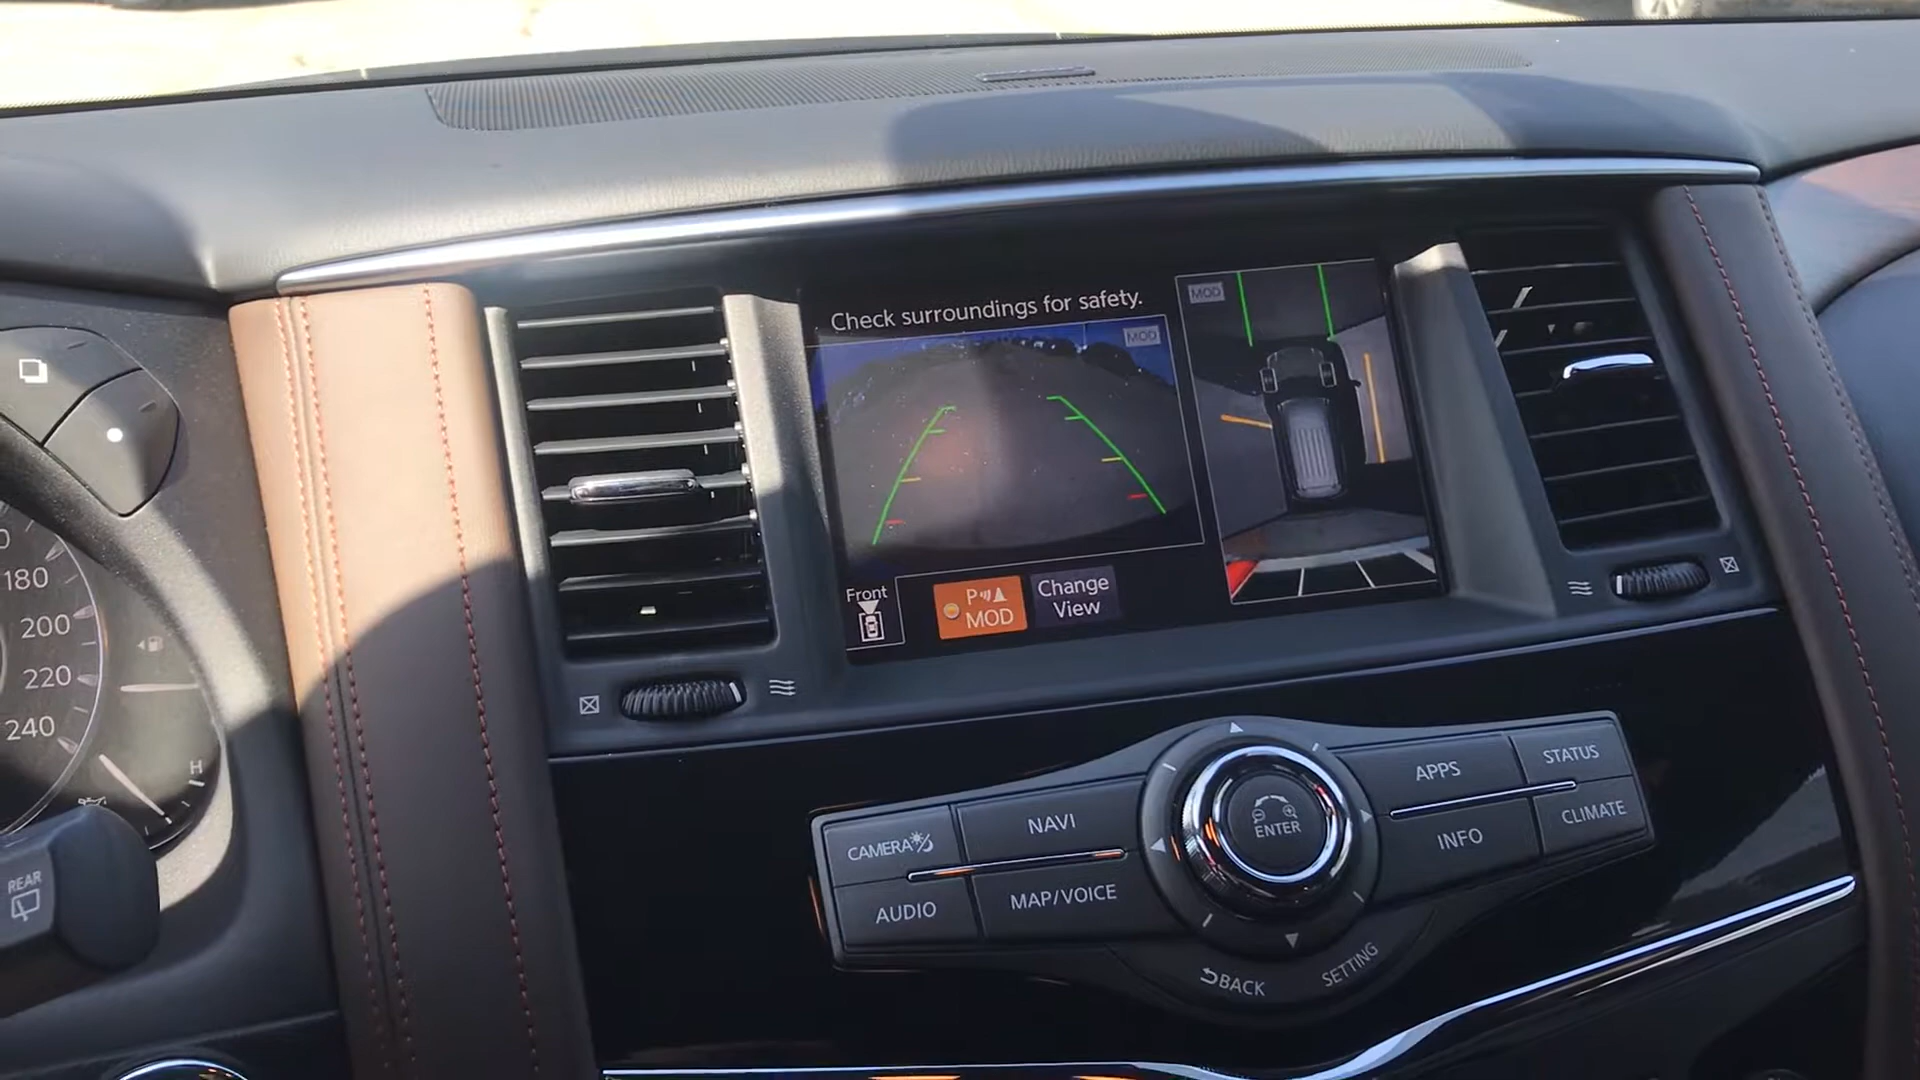 Check surroundings for safety.
MOD
MOD
Front
P
MOD
Change
View
180
200
220
240
H
REAR
CAMERA
NAVI
AUDIO
MAP/VOICE
ENTER
APPS
STATUS
INFO
CLIMATE
BACK
SETTING